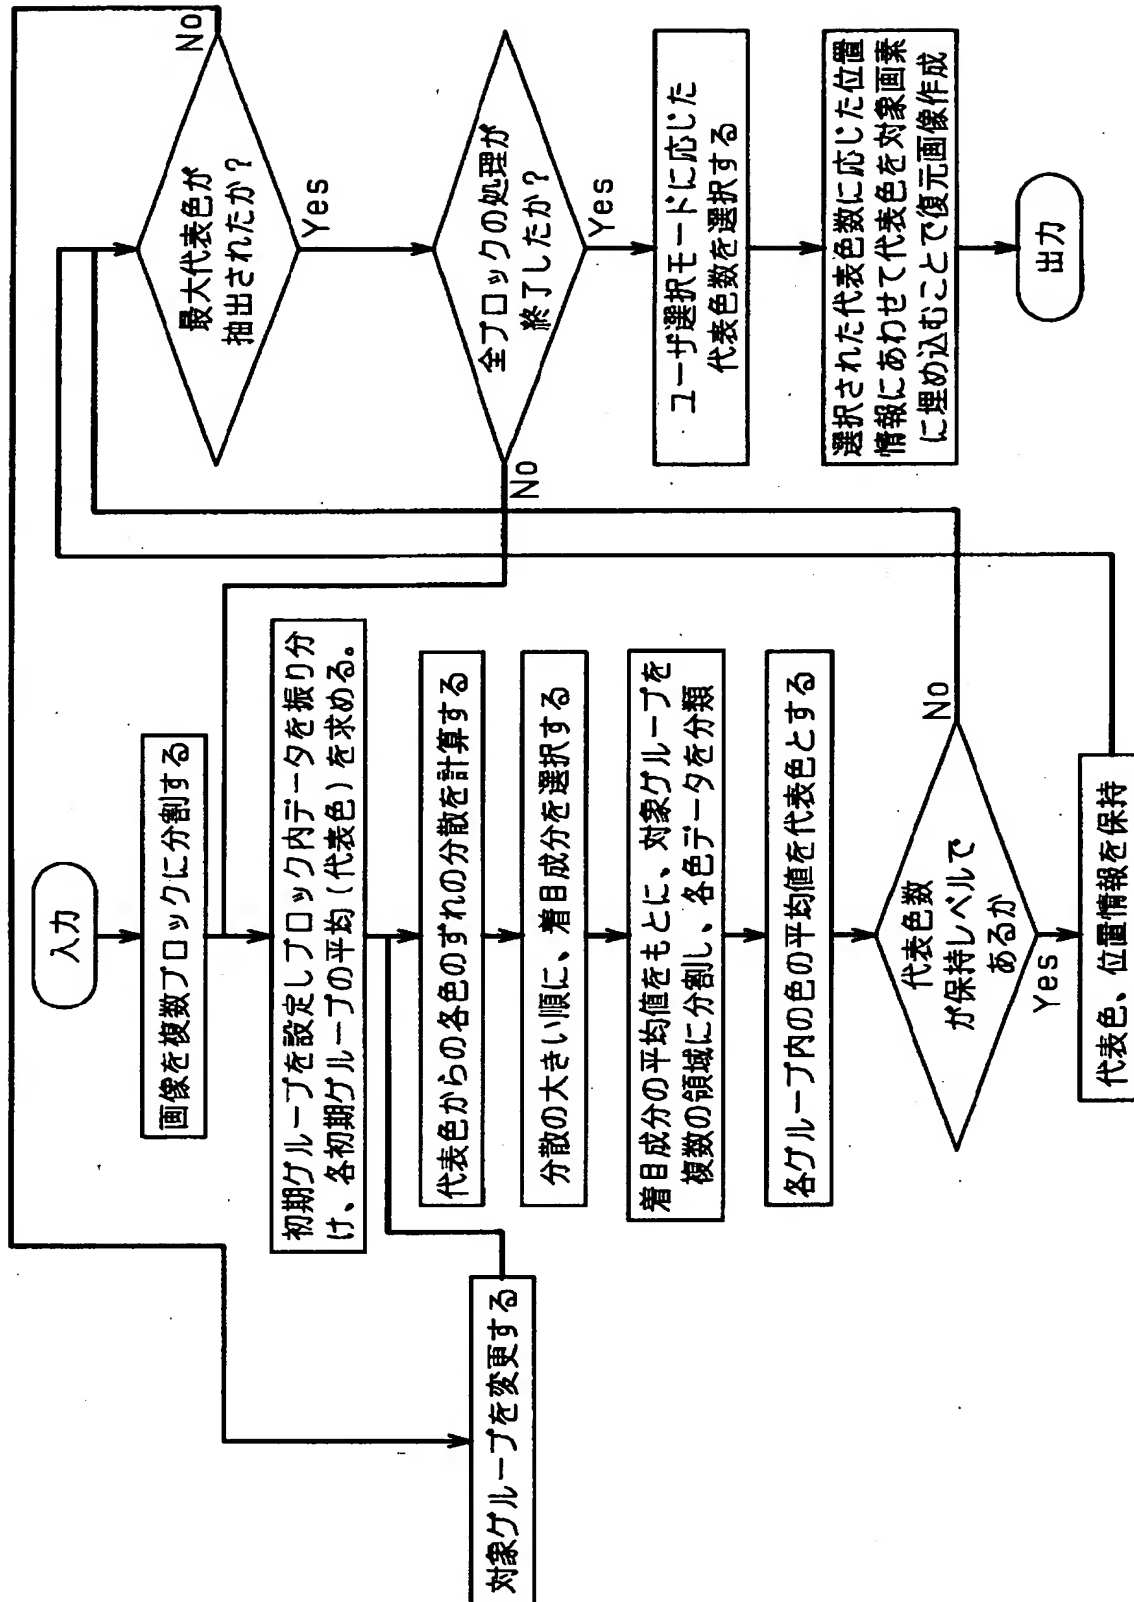 入力
画像を複数ブロックに分割する
初期グループを設定しブロック内データを振り分
け、各初期グループの平均(代表色)を求める。
代表色からの各色のずれの分散を計算する
分散の大きい順に、着目成分を選択する
着目成分の平均値をもとに、対象グループを
複数の領域に分割し、各色データを分類
各グループ内の色の平均値を代表色とする
代表色数
が保持レベルで
あるか
No
Yes
代表色、位置情報を保持
対象グループを変更する
最大代表色が
抽出されたか?
No
Yes
全ブロックの処理が
終了したか?
No
Yes
ユーザ選択モードに応じた
代表色数を選択する
選択された代表色数に応じた位置
情報にあわせて代表色を対象画素
に埋め込むことで復元画像作成
出力